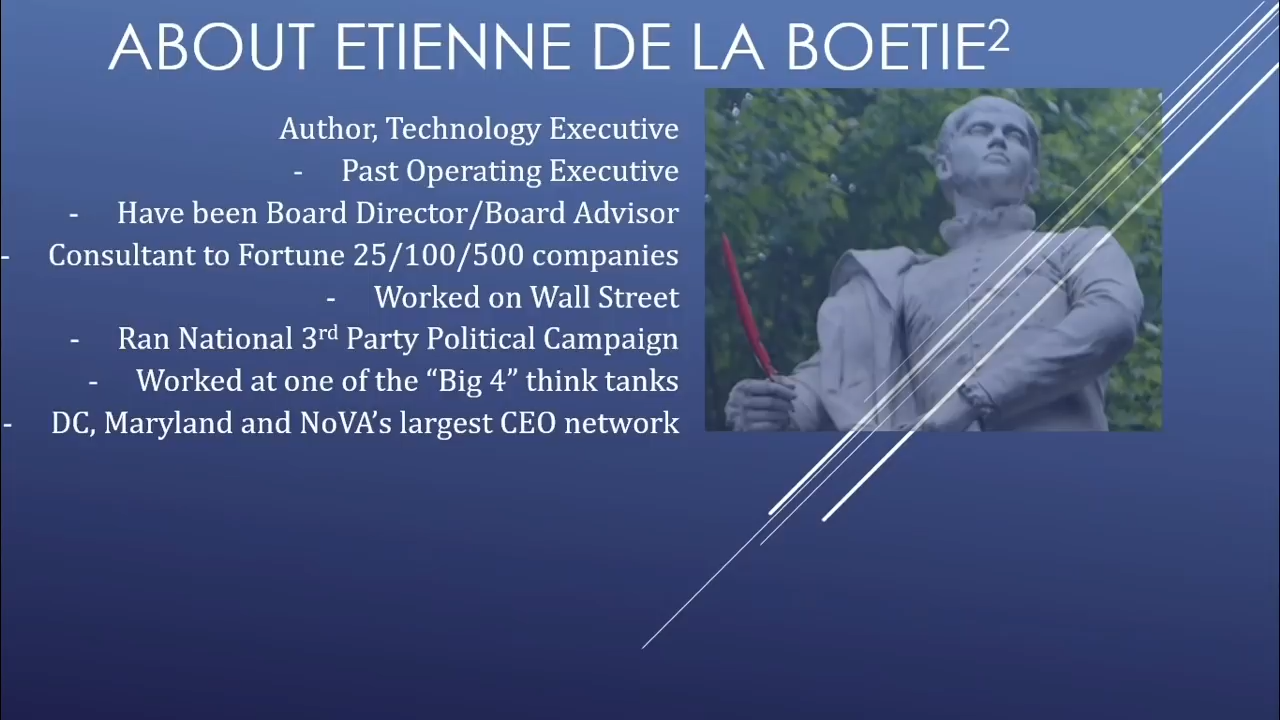 ABOUT ETIENNE DE LA BOETIE²
Author, Technology Executive
- Past Operating Executive
- Have been Board Director/Board Advisor
- Consultant to Fortune 25/100/500 companies
- Worked on Wall Street
- Ran National 3rd Party Political Campaign
- Worked at one of the “Big 4” think tanks
- DC, Maryland and NoVA’s largest CEO network